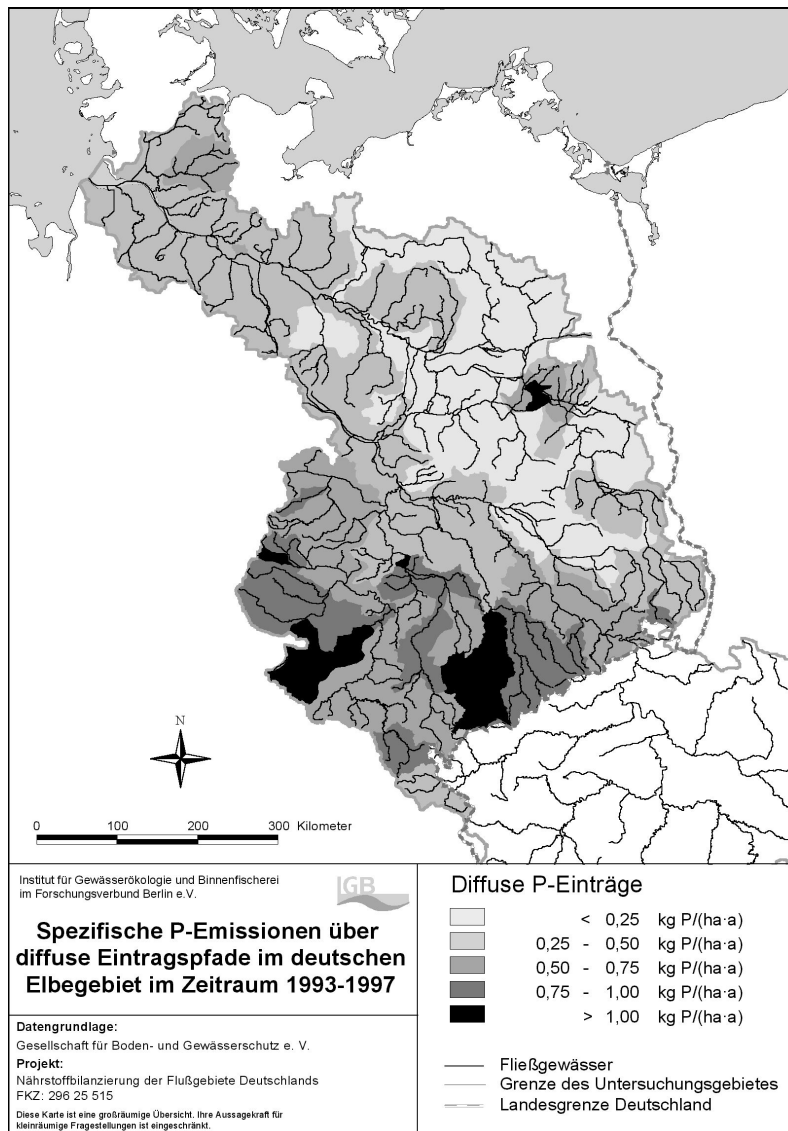 N
0 100 200 300 Kilometer
Institut für Gewässerökologie und Binnenfischerei
im Forschungsverbund Berlin e.V.
IGB
Spezifische P-Emissionen über
diffuse Eintragspfade im deutschen
Elbegebiet im Zeitraum 1993-1997
Datengrundlage:
Gesellschaft für Boden- und Gewässerschutz e. V.
Projekt:
Nährstoffbilanzierung der Flußgebiete Deutschlands
FKZ: 296 25 515
Diese Karte ist eine großräumige Übersicht. Ihre Aussagekraft für
kleinräumige Fragestellungen ist eingeschränkt.
Diffuse P-Einträge
< 0,25 kg P/(ha·a)
0,25 - 0,50 kg P/(ha·a)
0,50 - 0,75 kg P/(ha·a)
0,75 - 1,00 kg P/(ha·a)
> 1,00 kg P/(ha·a)
Fließgewässer
Grenze des Untersuchungsgebietes
Landesgrenze Deutschland